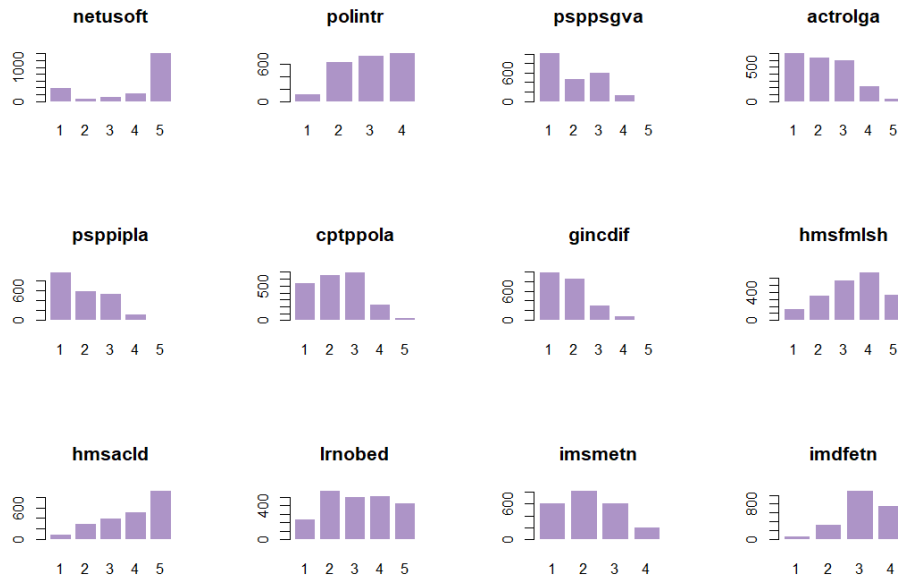 netusoft polintr psppsgva actrolga
0 1000 0 600 0 600 0 500
1 2 3 4 5 1 2 3 4 1 2 3 4 5 1 2 3 4 5
psppipla cptppola gincdif hmsfmlsh
0 600 0 500 0 600 0 400
1 2 3 4 1 2 3 4 5 1 2 3 4 5 1 2 3 4 5
hmsacld lrnobed imsmetn imdfetn
0 600 0 400 0 600 0 600
1 2 3 4 5 1 2 3 4 5 1 2 3 4 1 2 3 4